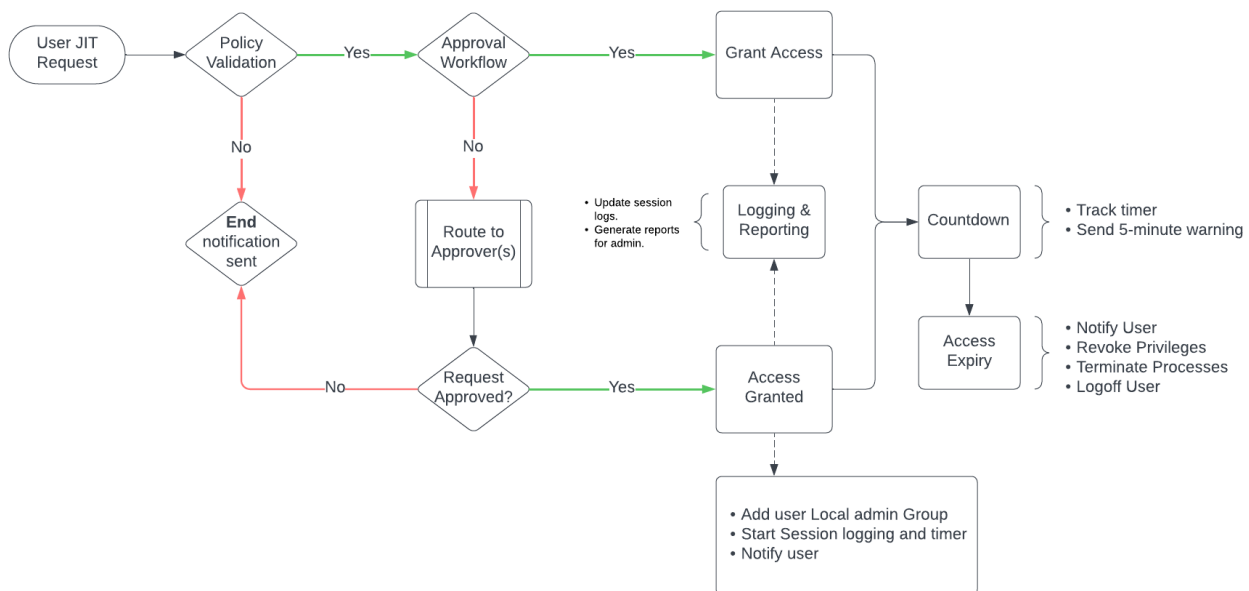 User JIT
Request
Policy
Validation
Yes
Approval
Workflow
Yes
Grant Access
No
No
End
notification
sent
Route to
Approver(s)
• Update session
logs.
• Generate reports
for admin.
Logging &
Reporting
Countdown
• Track timer
• Send 5-minute warning
Access
Expiry
• Notify User
• Revoke Privileges
• Terminate Processes
• Logoff User
No
Request
Approved?
Yes
Access
Granted
• Add user Local admin Group
• Start Session logging and timer
• Notify user